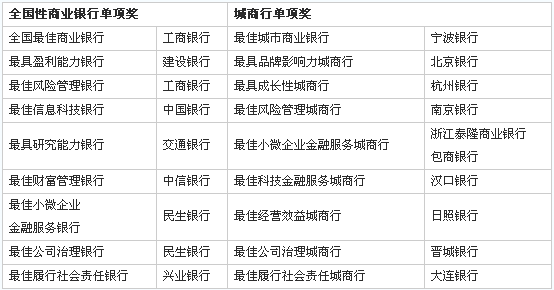 全国性商业银行单项奖 城商行单项奖
全国最佳商业银行 工商银行 最佳城市商业银行 宁波银行
最具盈利能力银行 建设银行 最具品牌影响力城商行 北京银行
最佳风险管理银行 工商银行 最具成长性城商行 杭州银行
最佳信息科技银行 中国银行 最佳风险管理城商行 南京银行
最具研究能力银行 交通银行 最佳小微企业金融服务城商行 浙江泰隆商业银行
包商银行
最佳财富管理银行 中信银行 最佳科技金融服务城商行 汉口银行
最佳小微企业
金融服务银行 民生银行 最佳经营效益城商行 日照银行
最佳公司治理银行 民生银行 最佳公司治理城商行 晋城银行
最佳履行社会责任银行 兴业银行 最佳履行社会责任城商行 大连银行